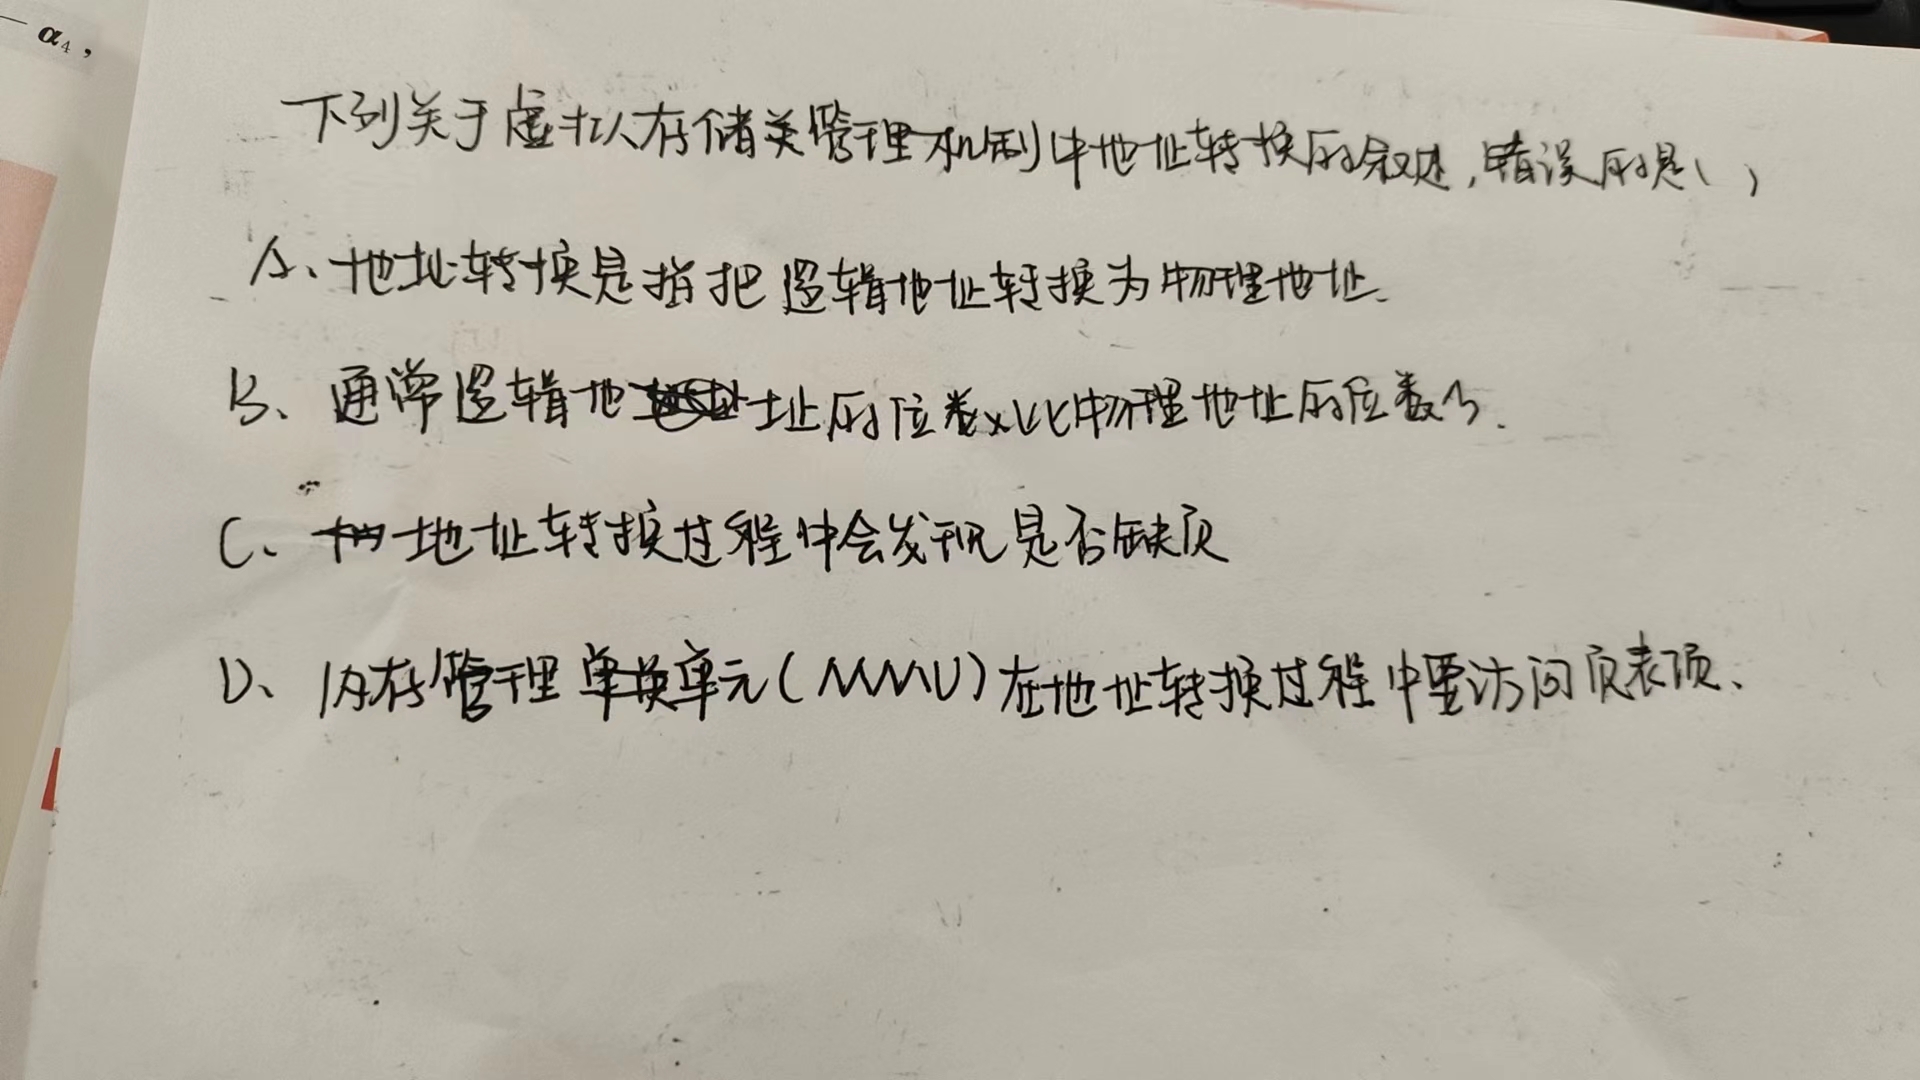 α₄,
下列关于虚拟存储类管理机制中地址转换的叙述,错误的是( )
A、地址转换是指把逻辑地址转换为物理地址.
B、通常逻辑地址的位数比物理地址的位数少.
C、地址转换过程中会发现是否缺页
D、内存管理单元(MMU)在地址转换过程中要访问页表项、